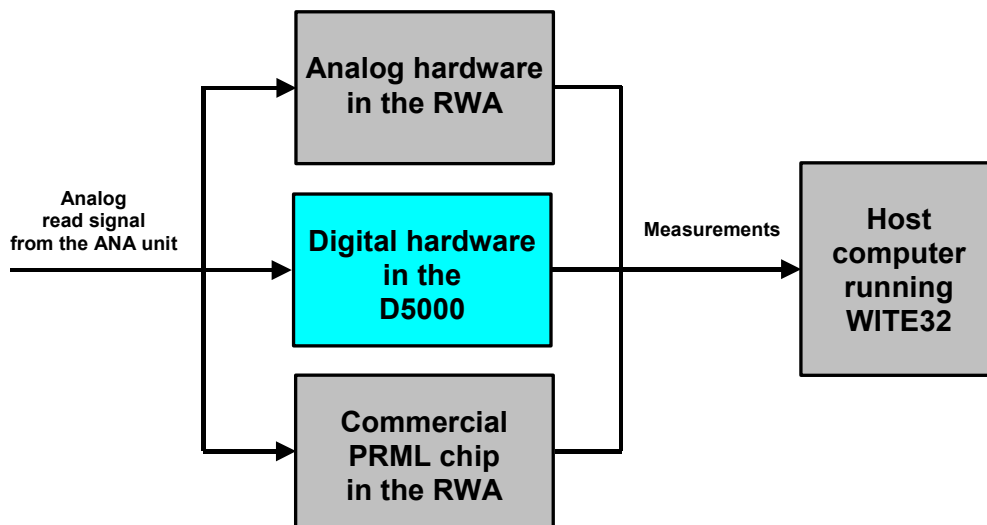 Analog hardware
in the RWA
Analog
read signal
from the ANA unit
Digital hardware
in the
D5000
Measurements
Host
computer
running
WITE32
Commercial
PRML chip
in the RWA